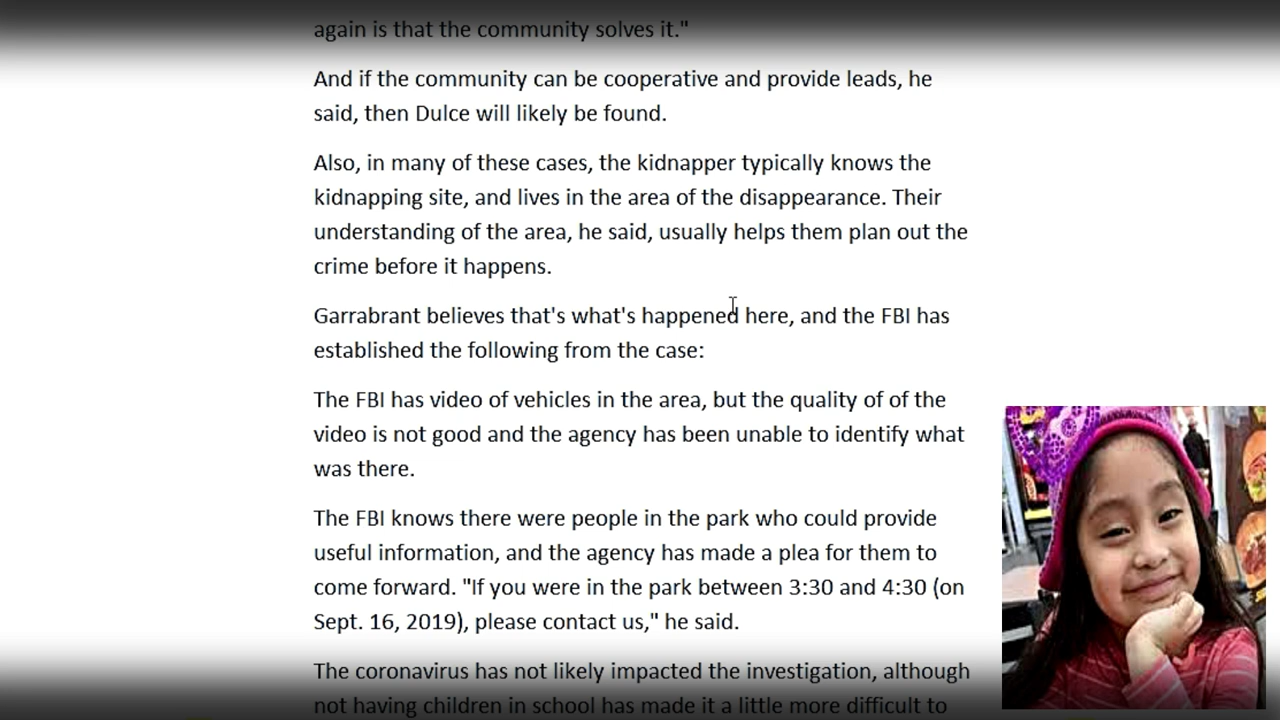 again is that the community solves it."
And if the community can be cooperative and provide leads, he
said, then Dulce will likely be found.
Also, in many of these cases, the kidnapper typically knows the
kidnapping site, and lives in the area of the disappearance. Their
understanding of the area, he said, usually helps them plan out the
crime before it happens.
Garrabrant believes that's what's happened here, and the FBI has
established the following from the case:
The FBI has video of vehicles in the area, but the quality of of the
video is not good and the agency has been unable to identify what
was there.
The FBI knows there were people in the park who could provide
useful information, and the agency has made a plea for them to
come forward. "If you were in the park between 3:30 and 4:30 (on
Sept. 16, 2019), please contact us," he said.
The coronavirus has not likely impacted the investigation, although
not having children in school has made it a little more difficult to